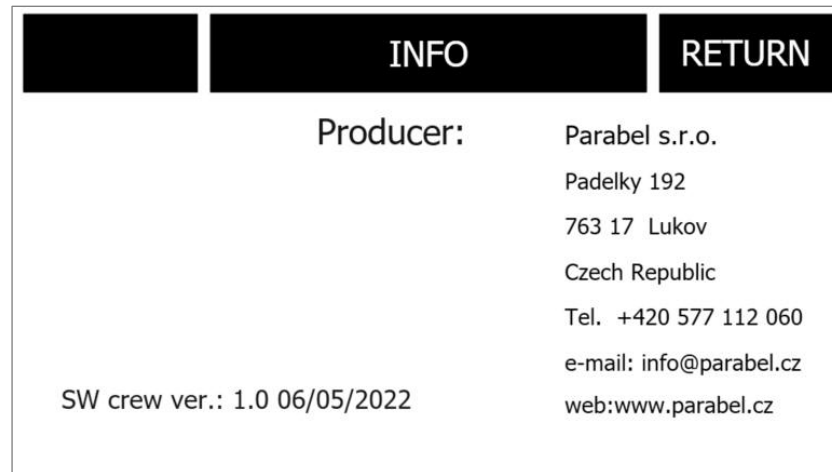 INFO
RETURN
Producer:
Parabel s.r.o.
Padelky 192
763 17  Lukov
Czech Republic
Tel.  +420 577 112 060
e-mail: info@parabel.cz
SW crew ver.: 1.0 06/05/2022
web:www.parabel.cz